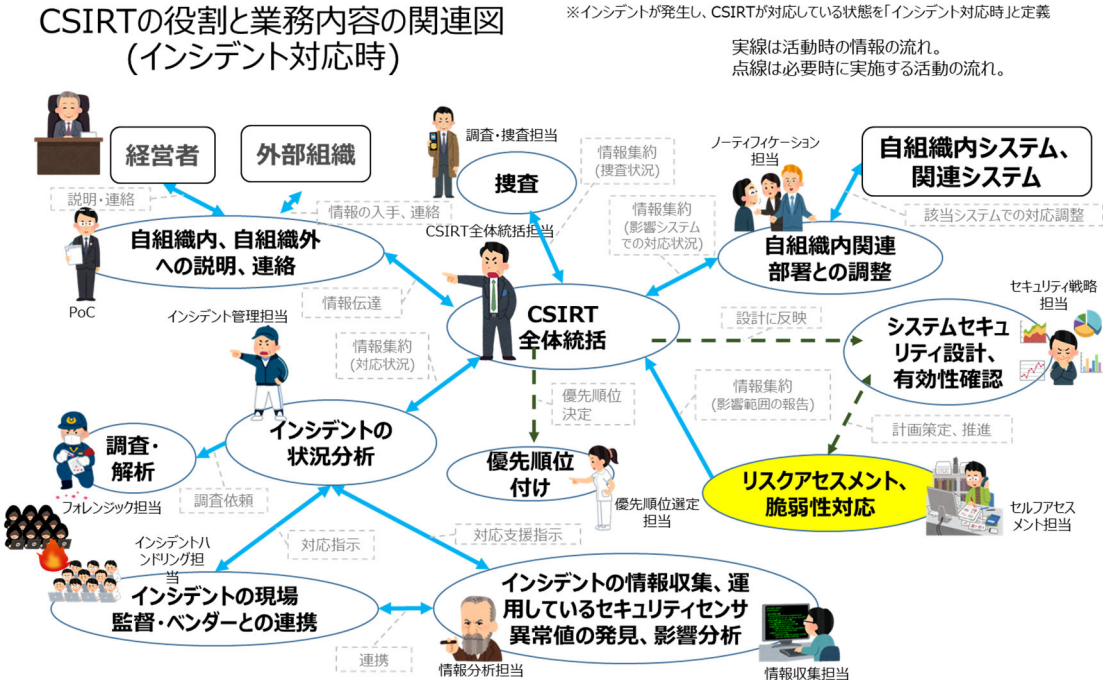 CSIRTの役割と業務内容の関連図
(インシデント対応時)
※インシデントが発生し、CSIRTが対応している状態を「インシデント対応時」と定義
実線は活動時の情報の流れ。
点線は必要時に実施する活動の流れ。
経営者
外部組織
調査・捜査担当
捜査
情報集約
(捜査状況)
ノーティフィケーション
担当
自組織内システム、
関連システム
説明・連絡
情報の入手、連絡
自組織内、自組織外
への説明、連絡
PoC
CSIRT全体統括担当
情報集約
(影響システム
での対応状況)
該当システムでの対応調整
自組織内関連
部署との調整
情報伝達
CSIRT
全体統括
設計に反映
セキュリティ戦略
担当
システムセキュ
リティ設計、
有効性確認
インシデント管理担当
情報集約
(対応状況)
優先順位
決定
情報集約
(影響範囲の報告)
計画策定、推進
インシデントの
状況分析
調査・
解析
フォレンジック担当
調査依頼
優先順位
付け
優先順位選定
担当
リスクアセスメント、
脆弱性対応
セルフアセス
メント担当
インシデントハ
ンドリング担
当
対応指示
対応支援指示
インシデントの現場
監督・ベンダーとの連携
連携
インシデントの情報収集、運
用しているセキュリティセンサ
異常値の発見、影響分析
情報分析担当
情報収集担当